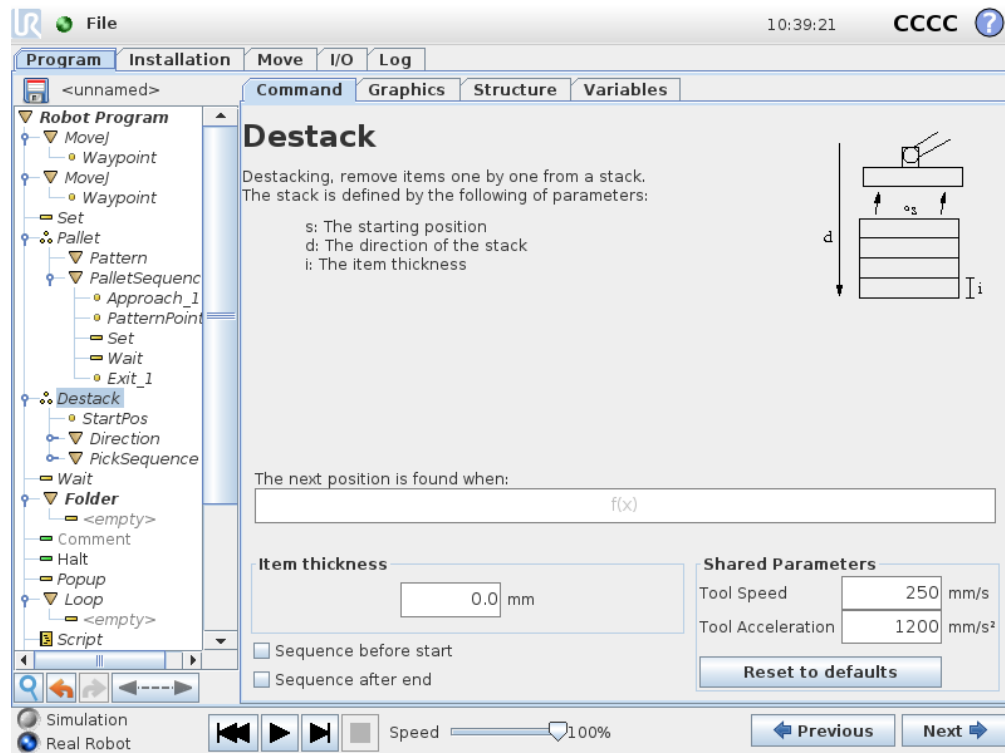 UR File 10:39:21 CCCC ?
Program Installation Move I/O Log
<unnamed>
Command Graphics Structure Variables
Robot Program
MoveJ
Waypoint
MoveJ
Waypoint
Set
Pallet
Pattern
PalletSequenc
Approach_1
PatternPoint
Set
Wait
Exit_1
Destack
StartPos
Direction
PickSequence
Wait
Folder
<empty>
Comment
Halt
Popup
Loop
<empty>
Script
Destack
Destacking, remove items one by one from a stack.
The stack is defined by the following of parameters:
s: The starting position
d: The direction of the stack
i: The item thickness
s
d
i
The next position is found when:
f(x)
Item thickness
0.0 mm
Sequence before start
Sequence after end
Shared Parameters
Tool Speed 250 mm/s
Tool Acceleration 1200 mm/s²
Reset to defaults
Simulation
Real Robot
Speed 100%
Previous Next